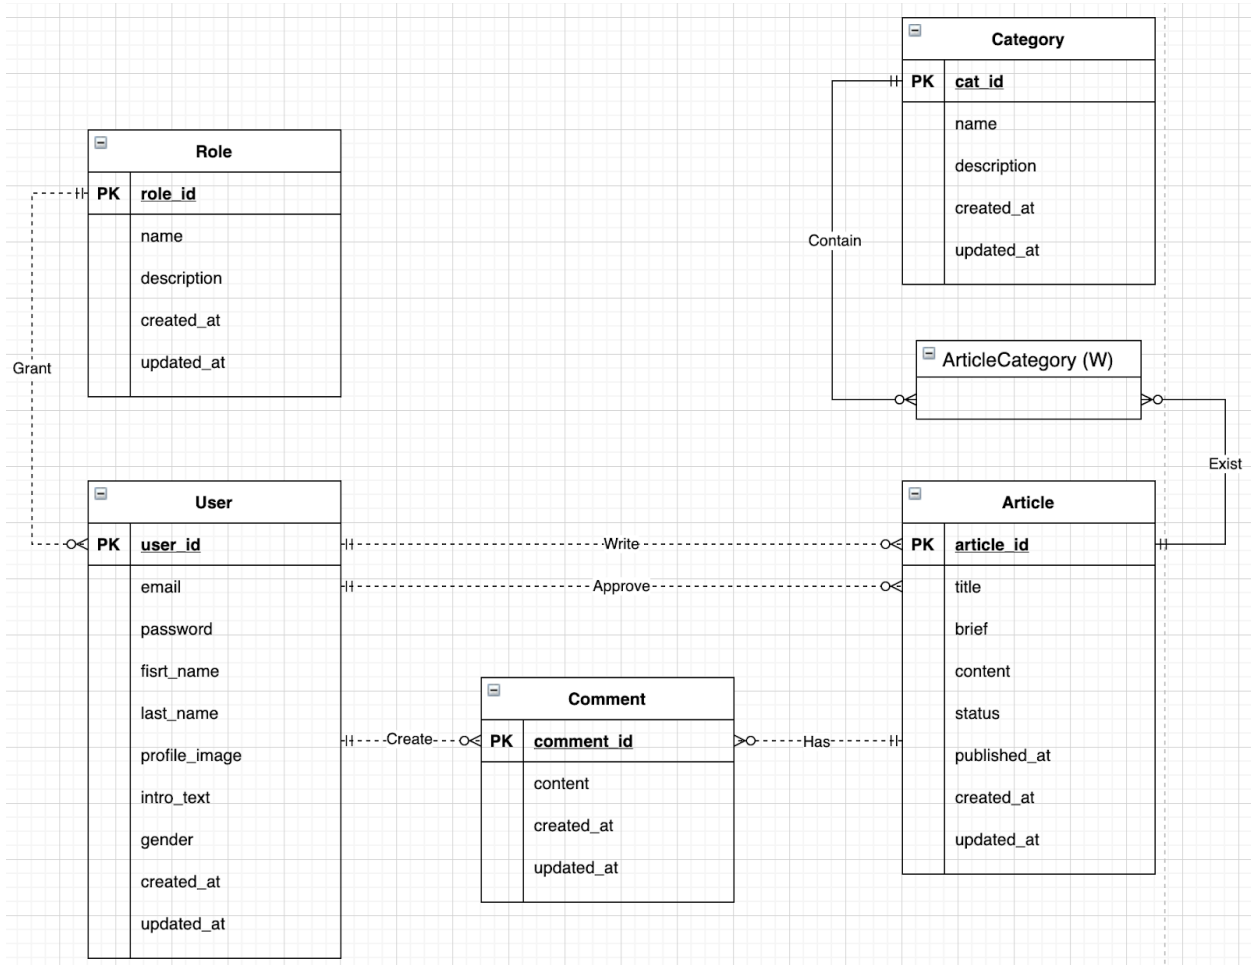 Category
PK cat_id
name
description
created_at
updated_at
Role
PK role_id
name
description
created_at
updated_at
Contain
Grant
ArticleCategory (W)
Exist
User
PK user_id
email
password
fisrt_name
last_name
profile_image
intro_text
gender
created_at
updated_at
Write
Approve
Create
Comment
PK comment_id
content
created_at
updated_at
Has
Article
PK article_id
title
brief
content
status
published_at
created_at
updated_at